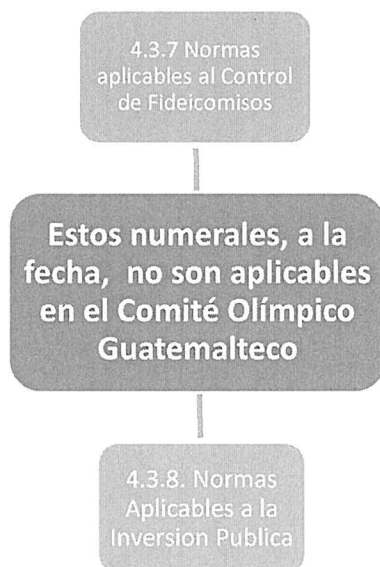 4.3.7 Normas
aplicables al Control
de Fideicomisos
Estos numerales, a la
fecha, no son aplicables
en el Comité Olímpico
Guatemalteco
4.3.8. Normas
Aplicables a la
Inversion Publica